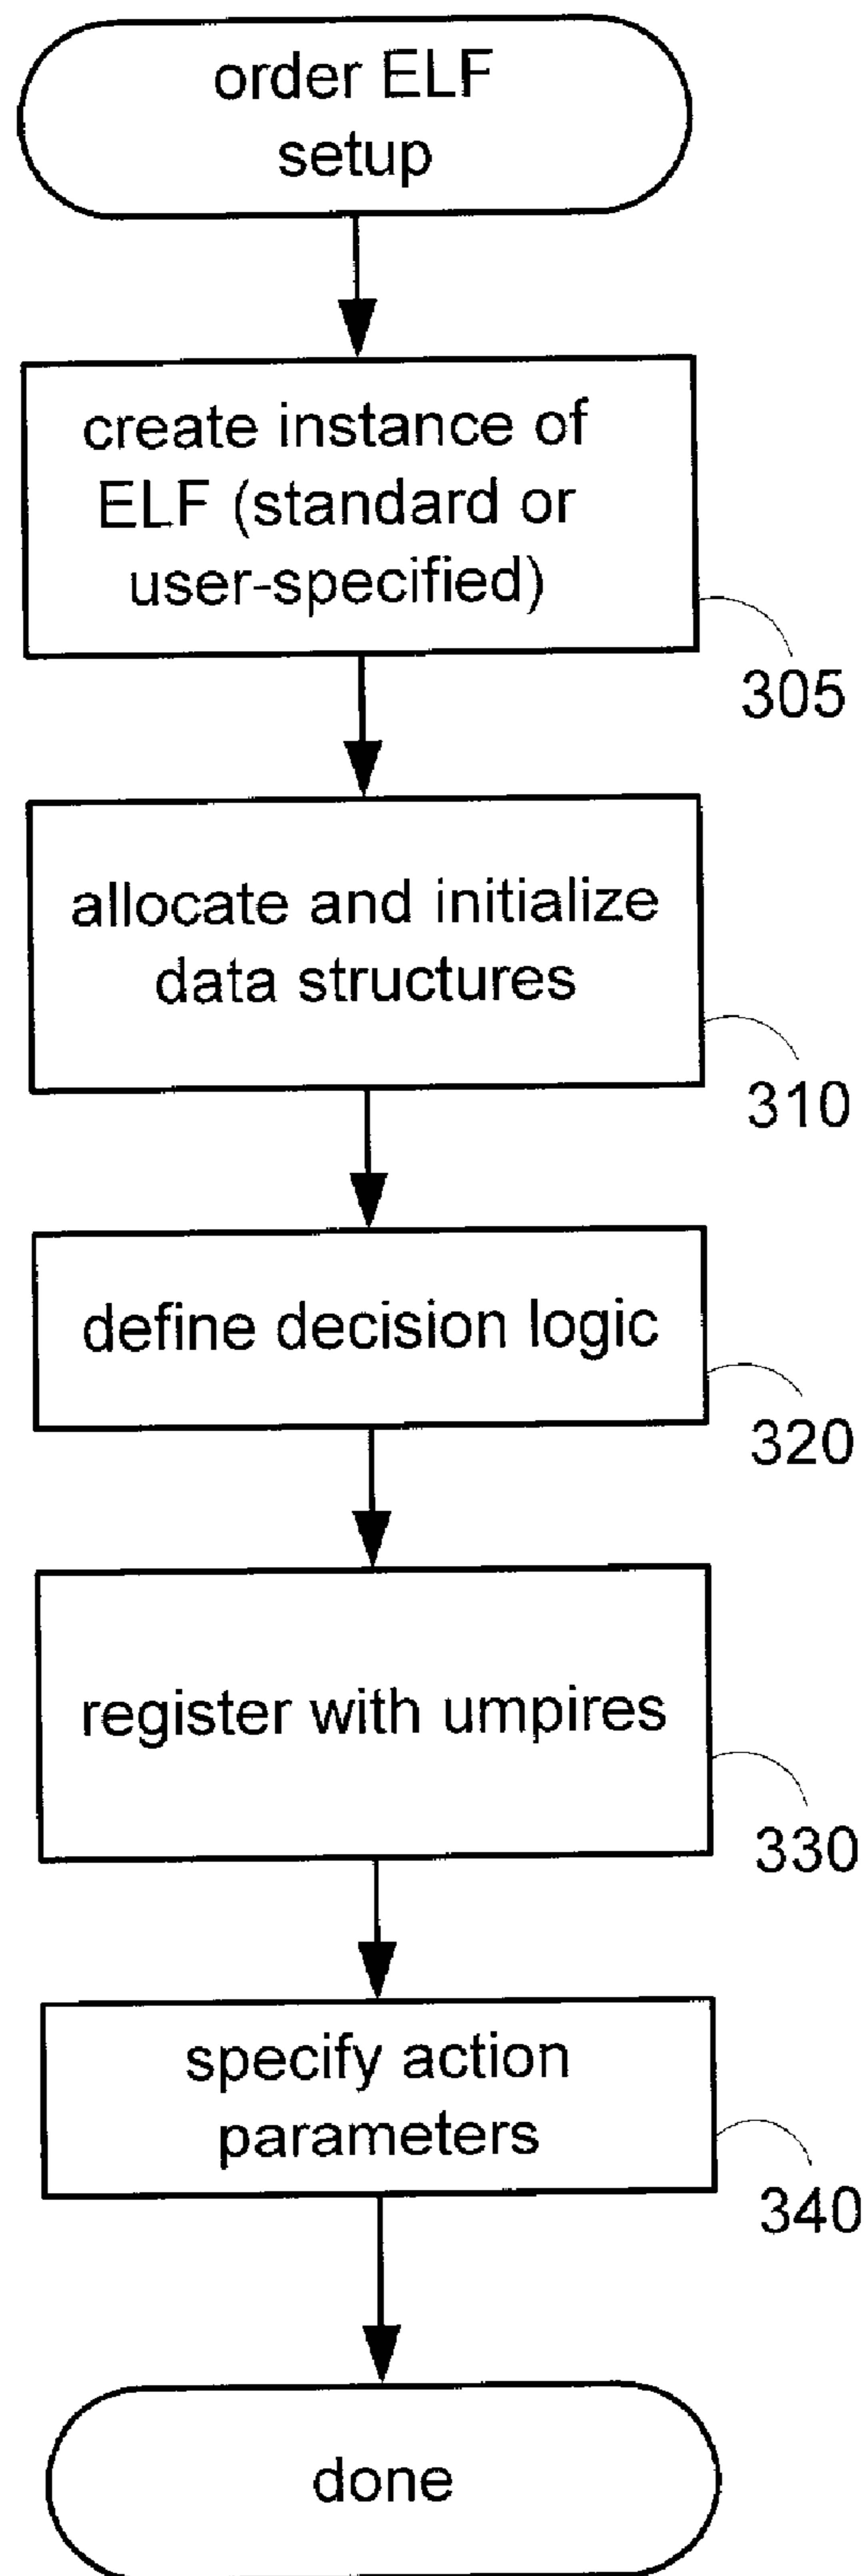 order ELF
setup
create instance of
ELF (standard or
user-specified)
305
allocate and initialize
data structures
310
define decision logic
320
register with umpires
330
specify action
parameters
340
done